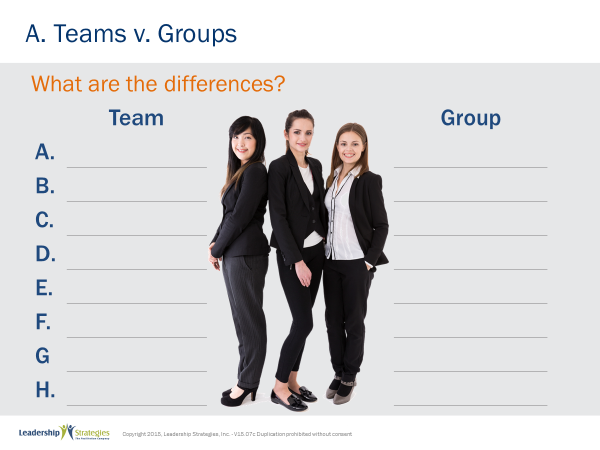 A. Teams v. Groups
What are the differences?
Team Group
A.
B.
C.
D.
E.
F.
G
H.
Leadership Strategies
The Facilitation Company
Copyright 2015, Leadership Strategies, Inc. - V15.07c Duplication prohibited without consent